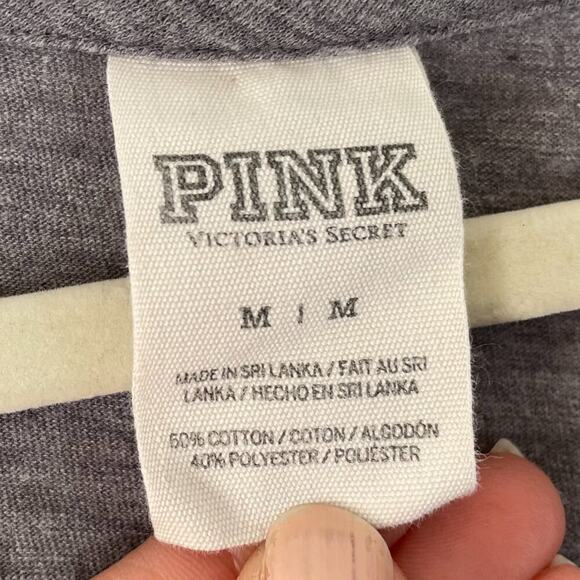 PINK
VICTORIA'S SECRET
M | M
MADE IN SRI LANKA / FAIT AU SRI
LANKA / HECHO EN SRI LANKA
60% COTTON / COTON / ALGODÓN
40% POLYESTER / POLIÉSTER